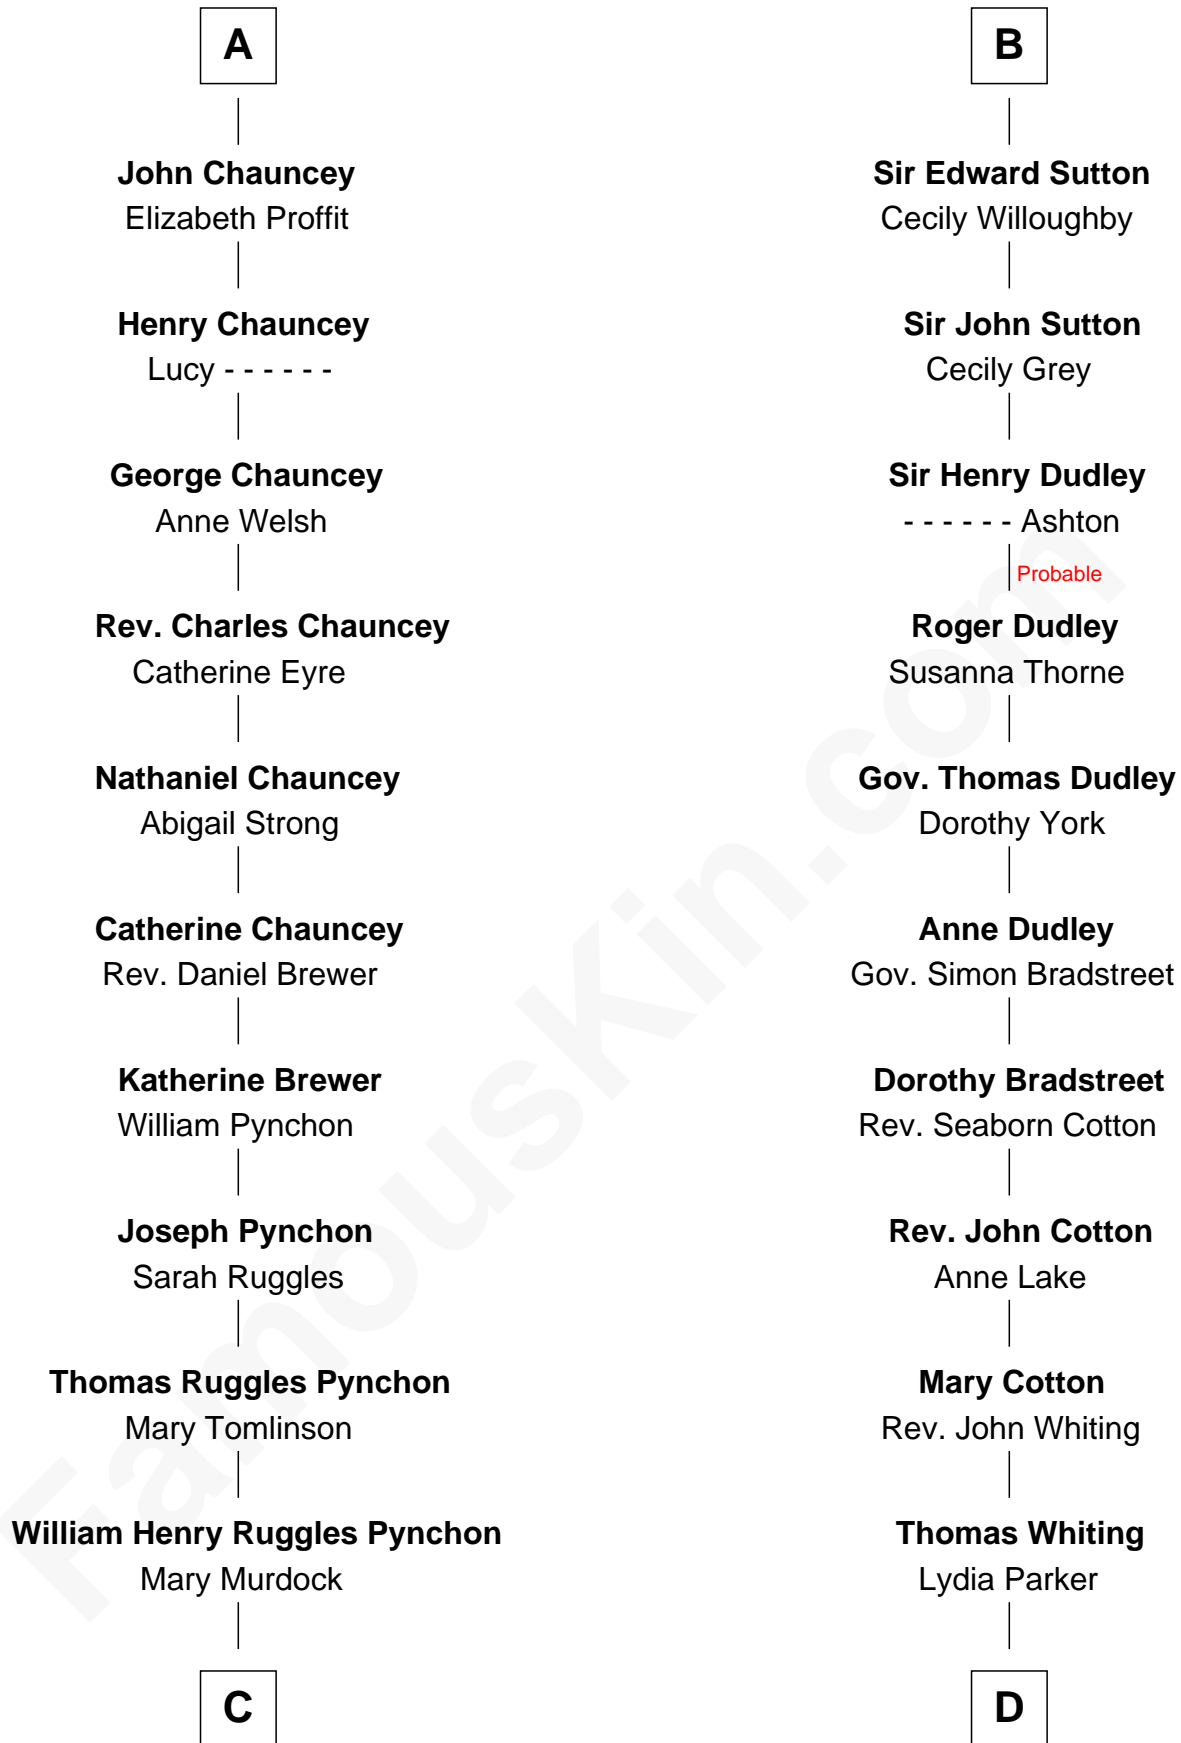 A
John Chauncey
Elizabeth Proffit
Henry Chauncey
Lucy - - - - - -
George Chauncey
Anne Welsh
Rev. Charles Chauncey
Catherine Eyre
Nathaniel Chauncey
Abigail Strong
Catherine Chauncey
Rev. Daniel Brewer
Katherine Brewer
William Pynchon
Joseph Pynchon
Sarah Ruggles
Thomas Ruggles Pynchon
Mary Tomlinson
William Henry Ruggles Pynchon
Mary Murdock
C
B
Sir Edward Sutton
Cecily Willoughby
Sir John Sutton
Cecily Grey
Sir Henry Dudley
- - - - - - Ashton
Probable
Roger Dudley
Susanna Thorne
Gov. Thomas Dudley
Dorothy York
Anne Dudley
Gov. Simon Bradstreet
Dorothy Bradstreet
Rev. Seaborn Cotton
Rev. John Cotton
Anne Lake
Mary Cotton
Rev. John Whiting
Thomas Whiting
Lydia Parker
D
FamousKin.com